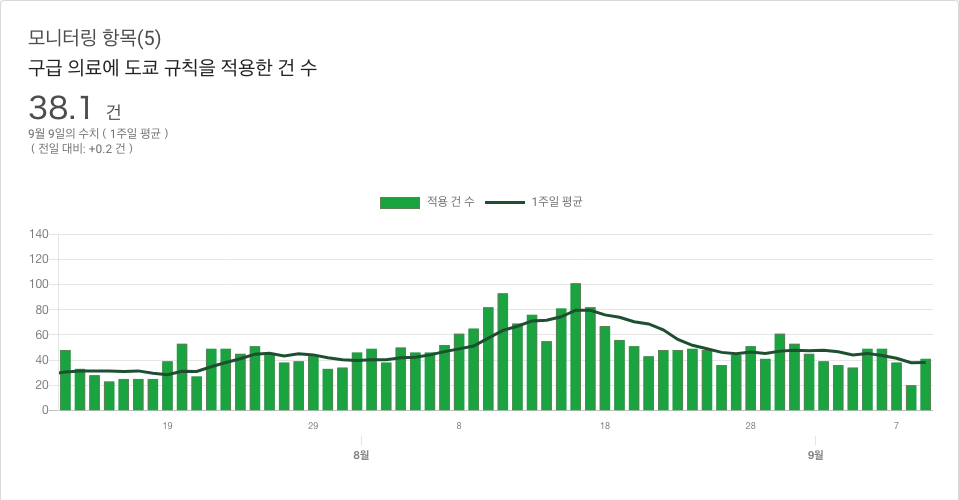 모니터링 항목(5)
구급 의료에 도쿄 규칙을 적용한 건 수
38.1 건
9월 9일의 수치 ( 1주일 평균 )
( 전일 대비: +0.2 건 )
적용 건 수 1주일 평균
140
120
100
80
60
40
20
0
19 29 8 18 28 7
8월 9월